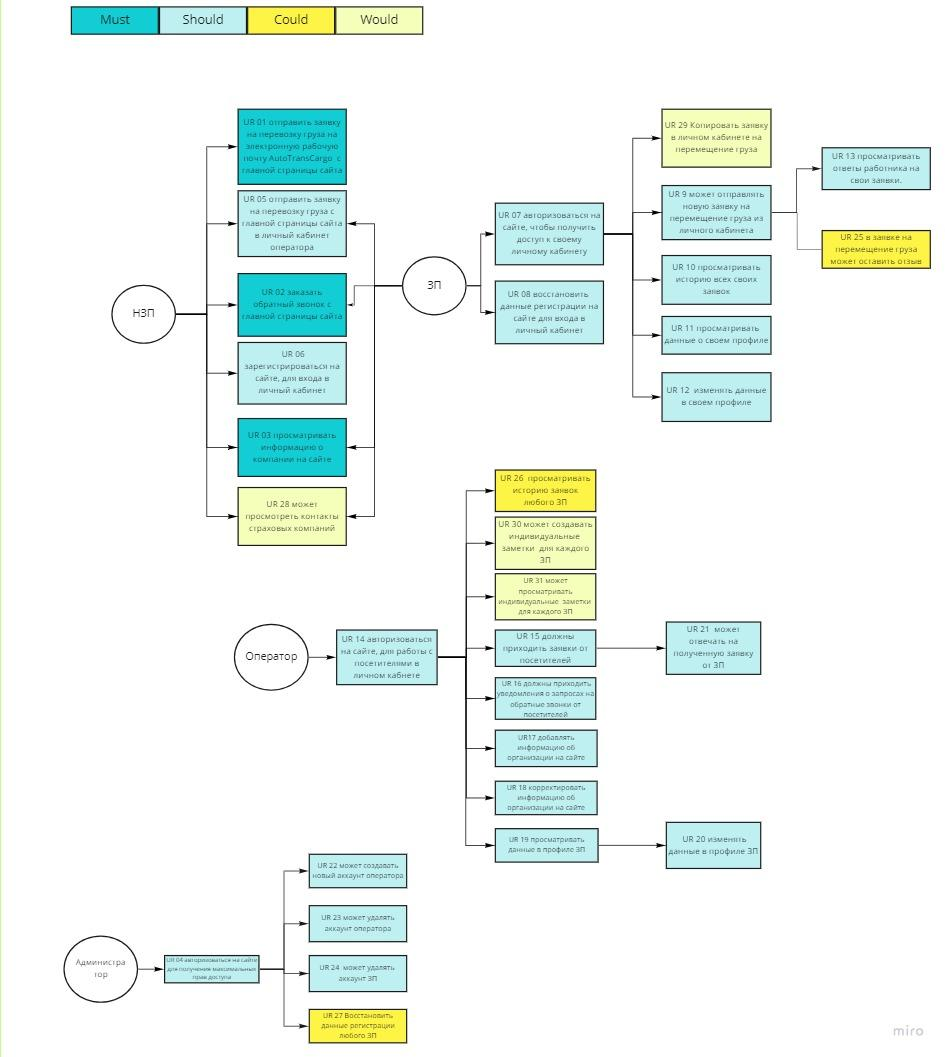 Must
Should
Could
Would
UR 01 отправить заявку
на перевозку груза на
электронную рабочую
почту AutoTransCargo с
главной страницы сайта
UR 05 отправить заявку
на перевозку груза с
главной страницы сайта
в личный кабинет
оператора
UR 02 заказать
обратный звонок с
главной страницы сайта
UR 06
зарегистрироваться на
сайте, для входа в
личный кабинет
UR 03 просматривать
информацию о
компании на сайте
UR 28 может
просмотреть контакты
страховых компаний
НЗП
ЗП
UR 07 авторизоваться на
сайте, чтобы получить
доступ к своему
личному кабинету
UR 08 восстановить
данные регистрации на
сайте для входа в
личный кабинет
UR 29 Копировать заявку
в личном кабинете на
перемещение груза
UR 9 может отправлять
новую заявку на
перемещение груза из
личного кабинета
UR 10 просматривать
историю всех своих
заявок
UR 11 просматривать
данные о своем профиле
UR 12 изменять данные
в своем профиле
UR 13 просматривать
ответы работника на
свои заявки.
UR 25 в заявке на
перемещение груза
может оставить отзыв
Оператор
UR 14 авторизоваться
на сайте, для работы с
посетителями в
личном кабнете
UR 26 просматривать
историю заявок
любого ЗП
UR 30 может создавать
индивидуальные
заметки для каждого
ЗП
UR 31 может
просматривать
индивидуальные заметки
для каждого ЗП
UR 15 должны
приходить заявки от
посетителей
UR 16 должны приходить
уведомления о запросах на
обратные звонки от
посетителей
UR17 добавлять
информацию об
организации на сайте
UR 18 корректировать
информацию об
организации на сайте
UR 19 просматривать
данные в профиле ЗП
UR 21 может
отвечать на
полученную заявку
от ЗП
UR 20 изменять
данные в профиле ЗП
Администра
тор
UR 04 авторизоваться на сайте
для получения максимальных
прав доступа
UR 22 может создавать
новый аккаунт оператора
UR 23 может удалять
аккаунт оператора
UR 24 может удалять
аккаунт ЗП
UR 27 Восстановить
данные регистрации
любого ЗП
miro